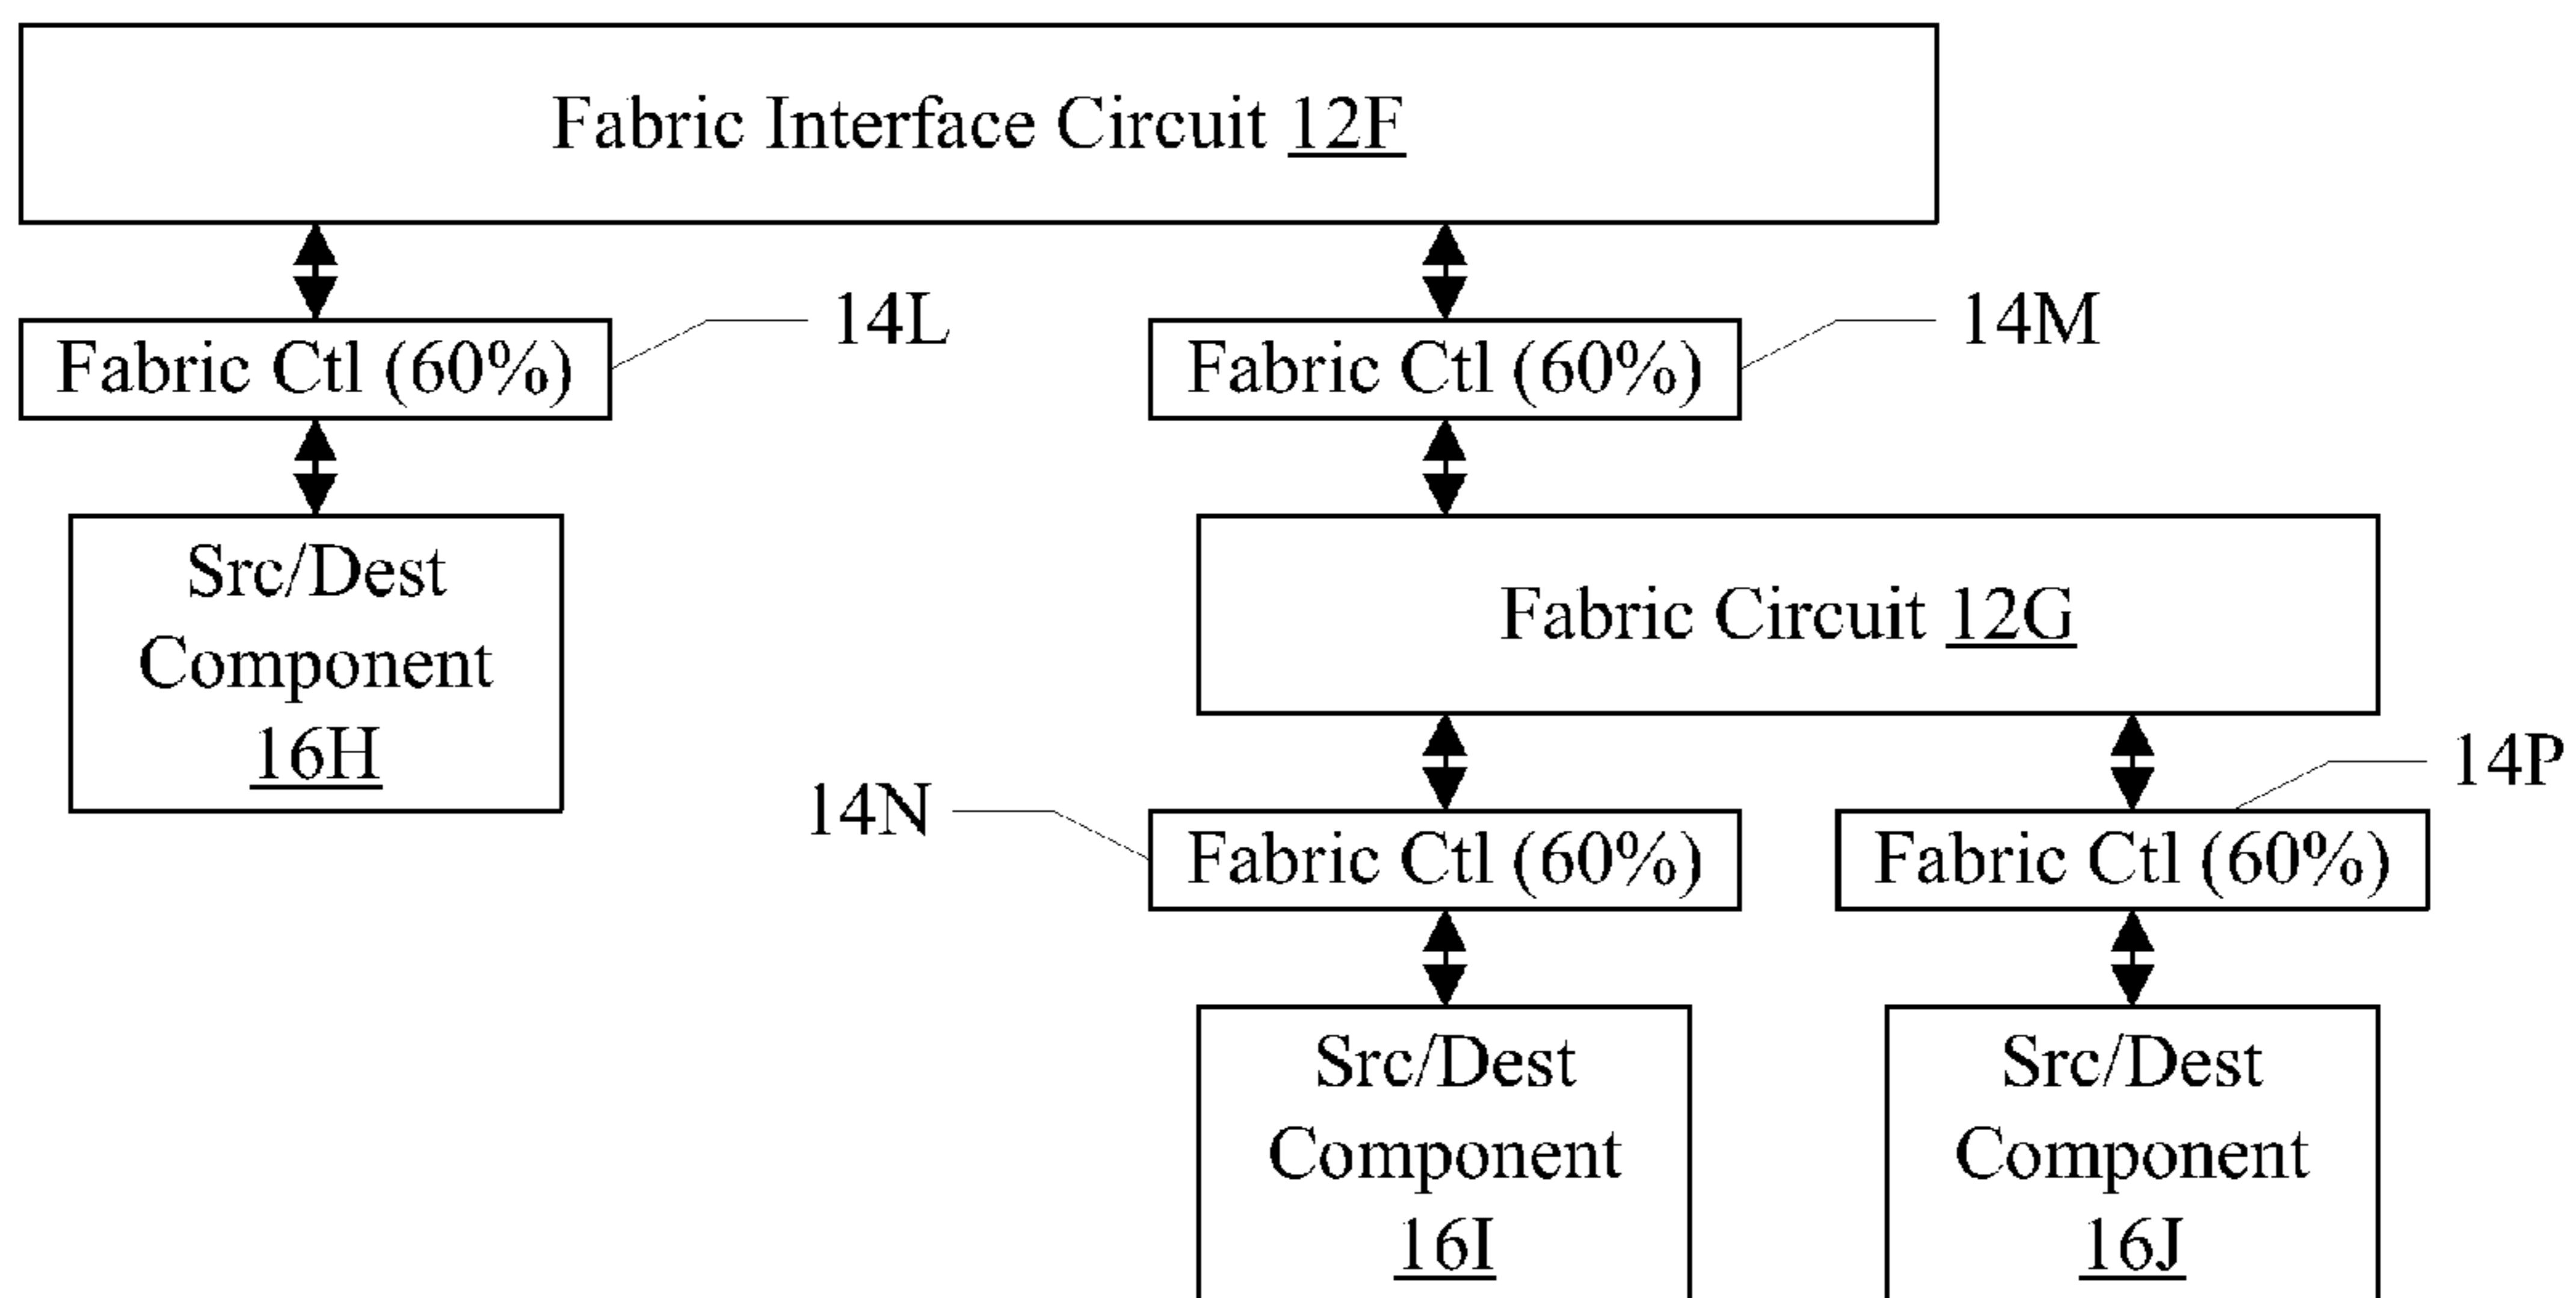 Fabric Interface Circuit 12F
14L
14M
Fabric Ctl (60%)
Fabric Ctl (60%)
Src/Dest
Component
16H
Fabric Circuit 12G
14N
14P
Fabric Ctl (60%)
Fabric Ctl (60%)
Src/Dest
Component
16I
Src/Dest
Component
16J